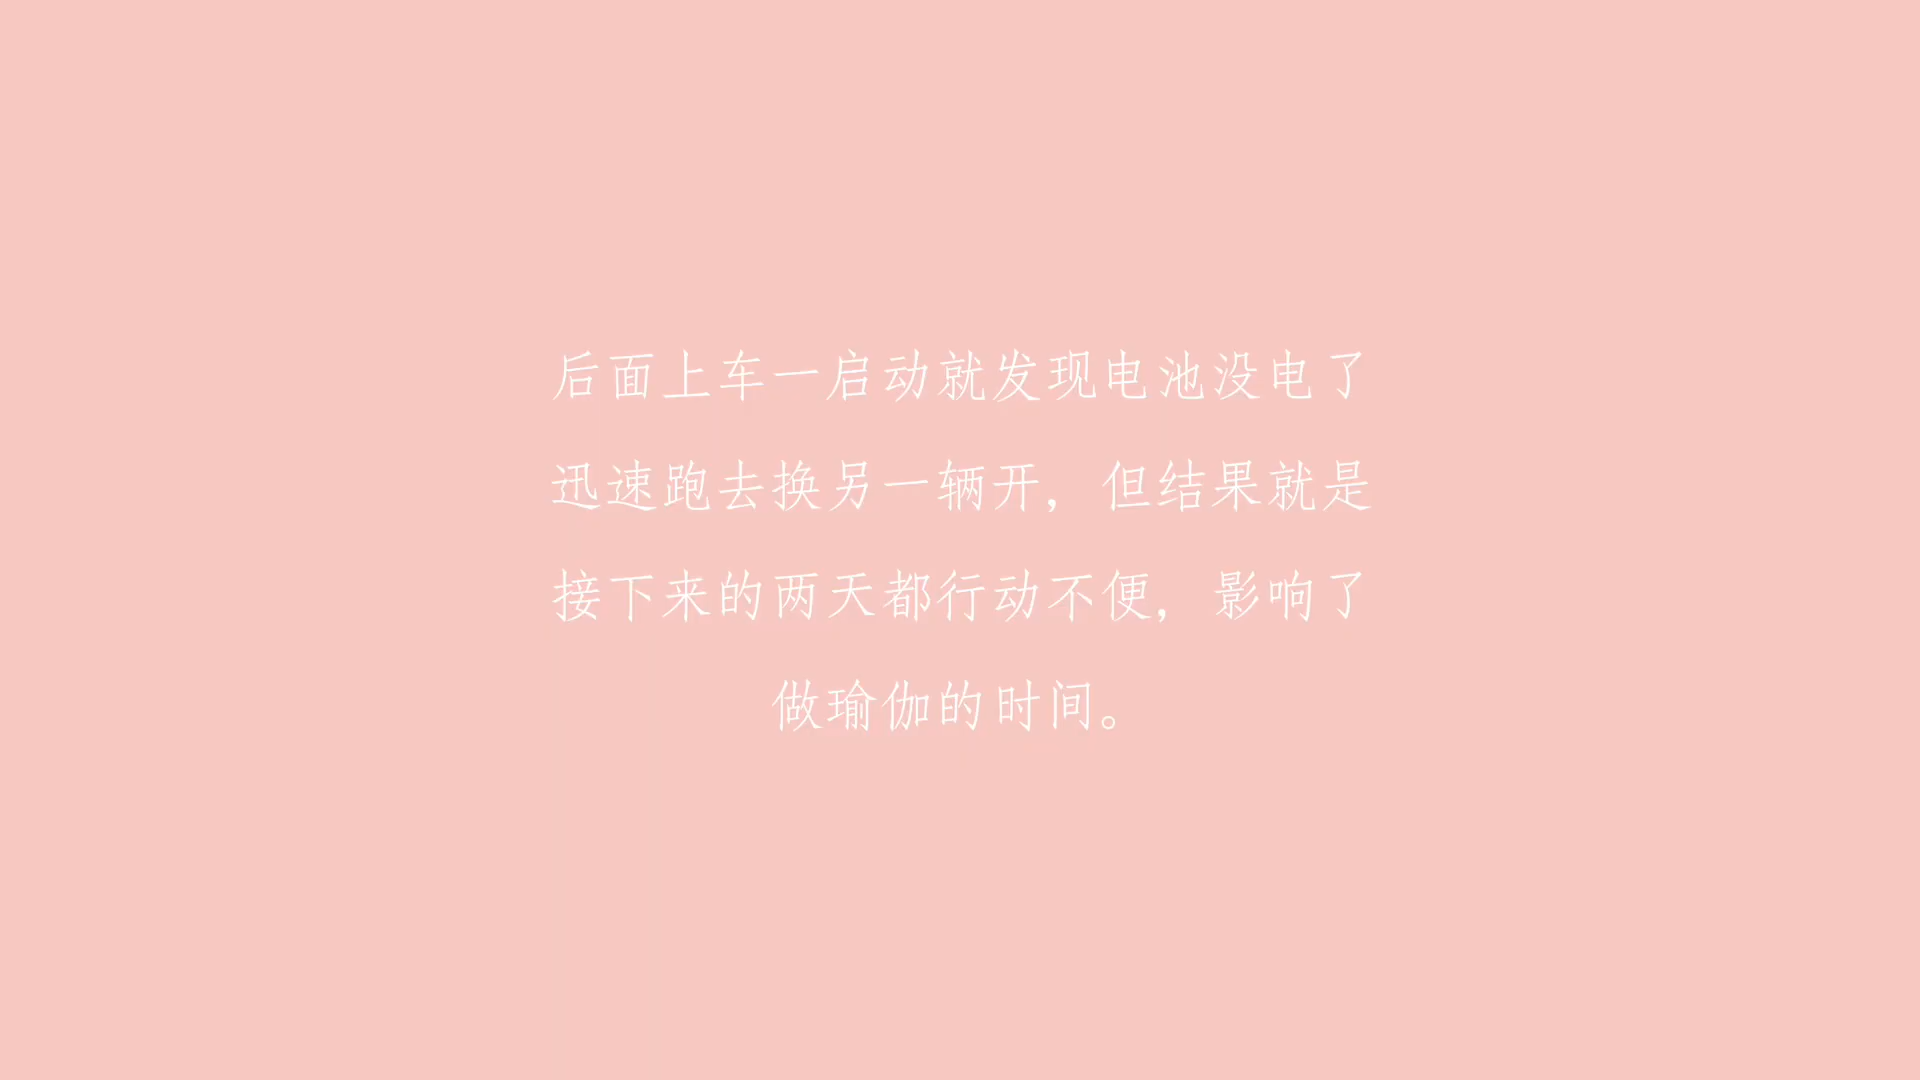 后面上车一启动就发现电池没电了
迅速跑去换另一辆开，但结果就是
接下来的两天都行动不便，影响了
做瑜伽的时间。